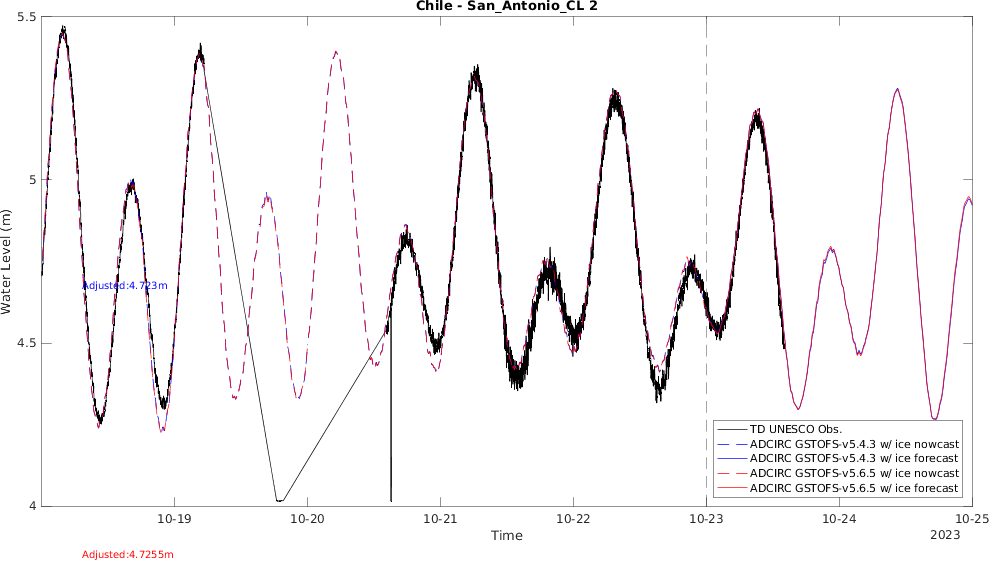 Chile - San_Antonio_CL 2
5.5
5
4.5
4
Water Level (m)
Adjusted:4.723m
TD UNESCO Obs.
ADCIRC GSTOFS-v5.4.3 w/ ice nowcast
ADCIRC GSTOFS-v5.4.3 w/ ice forecast
ADCIRC GSTOFS-v5.6.5 w/ ice nowcast
ADCIRC GSTOFS-v5.6.5 w/ ice forecast
10-19 10-20 10-21 10-22 10-23 10-24 10-25
Time
2023
Adjusted:4.7255m